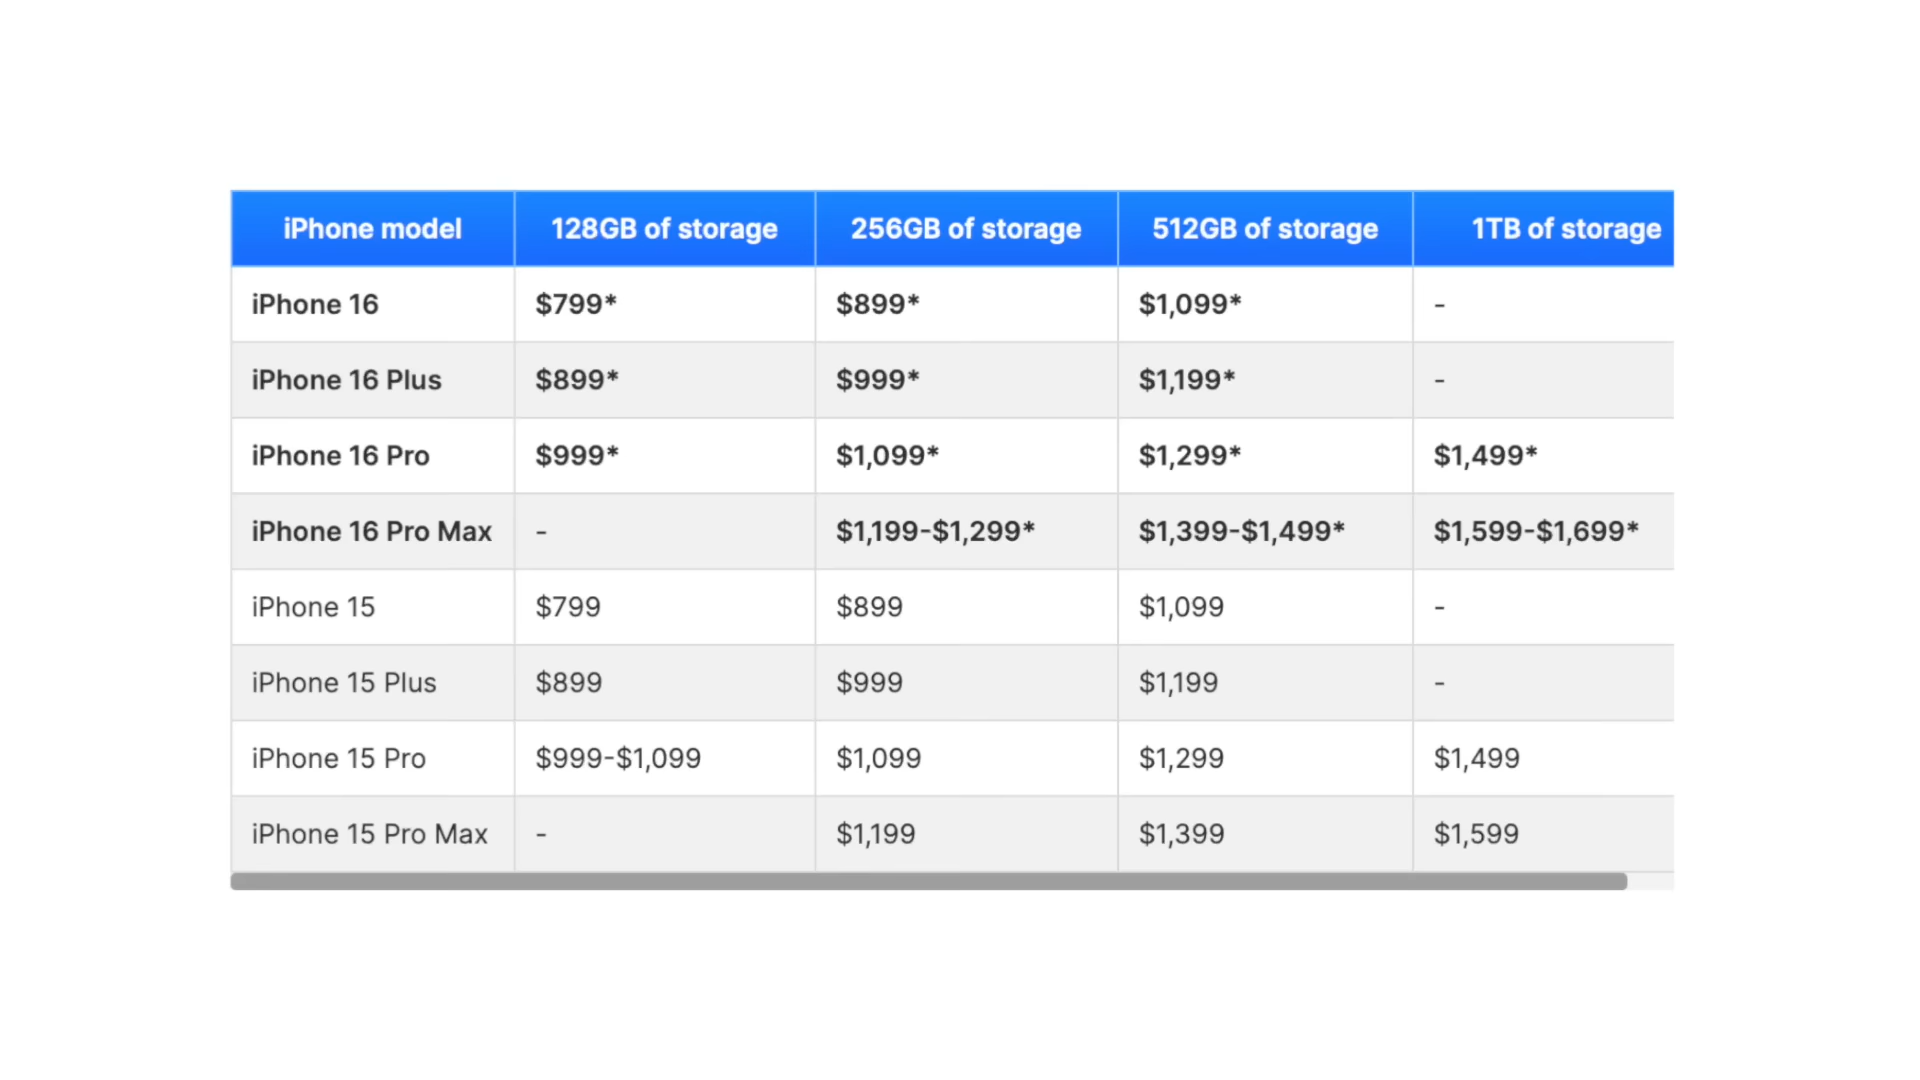 iPhone model 128GB of storage 256GB of storage 512GB of storage 1TB of storage
iPhone 16 $799* $899* $1,099* -
iPhone 16 Plus $899* $999* $1,199* -
iPhone 16 Pro $999* $1,099* $1,299* $1,499*
iPhone 16 Pro Max - $1,199-$1,299* $1,399-$1,499* $1,599-$1,699*
iPhone 15 $799 $899 $1,099 -
iPhone 15 Plus $899 $999 $1,199 -
iPhone 15 Pro $999-$1,099 $1,099 $1,299 $1,499
iPhone 15 Pro Max - $1,199 $1,399 $1,599